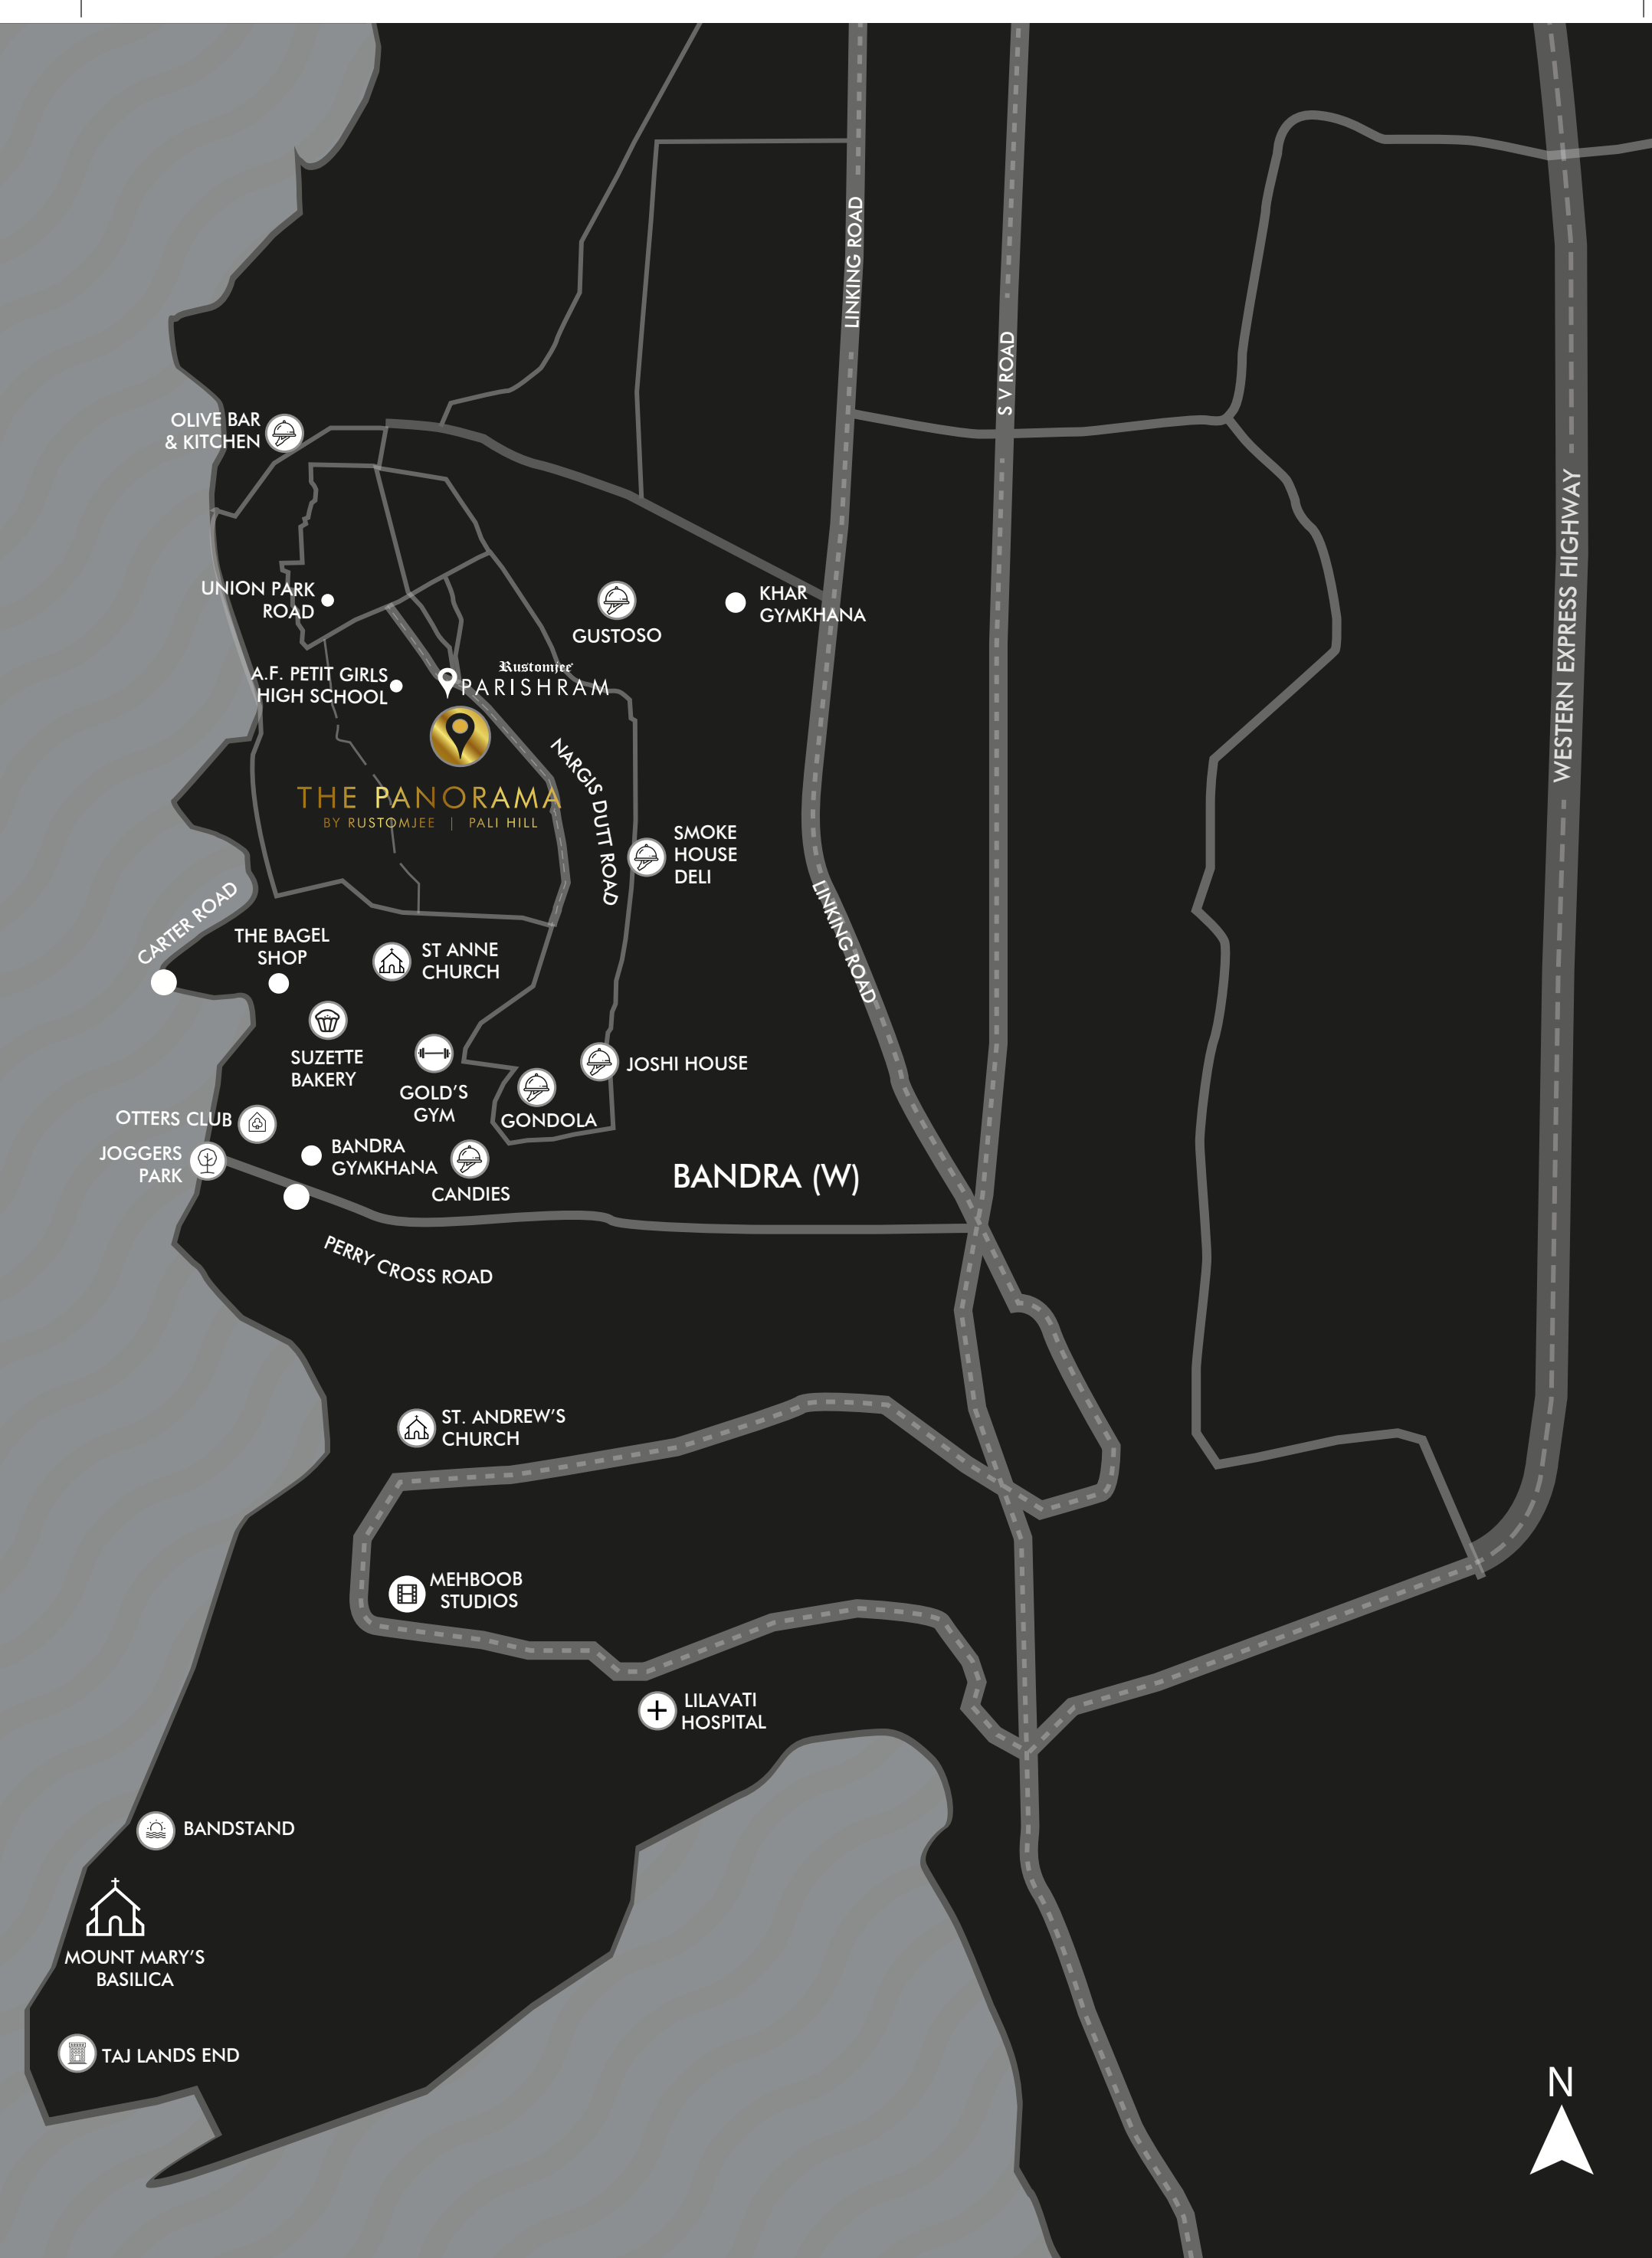 LINKING ROAD
S V ROAD
OLIVE BAR
& KITCHEN
WESTERN EXPRESS HIGHWAY
UNION PARK
ROAD
GUSTOSO
KHAR
GYMKHANA
A.F. PETIT GIRLS
HIGH SCHOOL
Rustomjee
PARISHRAM
NARGIS DUTT ROAD
THE PANORAMA
BY RUSTOMJEE | PALI HILL
SMOKE
HOUSE
DELI
LINKING ROAD
CARTER ROAD
THE BAGEL
SHOP
ST ANNE
CHURCH
SUZETTE
BAKERY
GOLD'S
GYM
JOSHI HOUSE
GONDOLA
OTTERS CLUB
JOGGERS
PARK
BANDRA
GYMKHANA
CANDIES
BANDRA (W)
PERRY CROSS ROAD
ST. ANDREW'S
CHURCH
MEHBOOB
STUDIOS
LILAVATI
HOSPITAL
BANDSTAND
MOUNT MARY'S
BASILICA
TAJ LANDS END
N